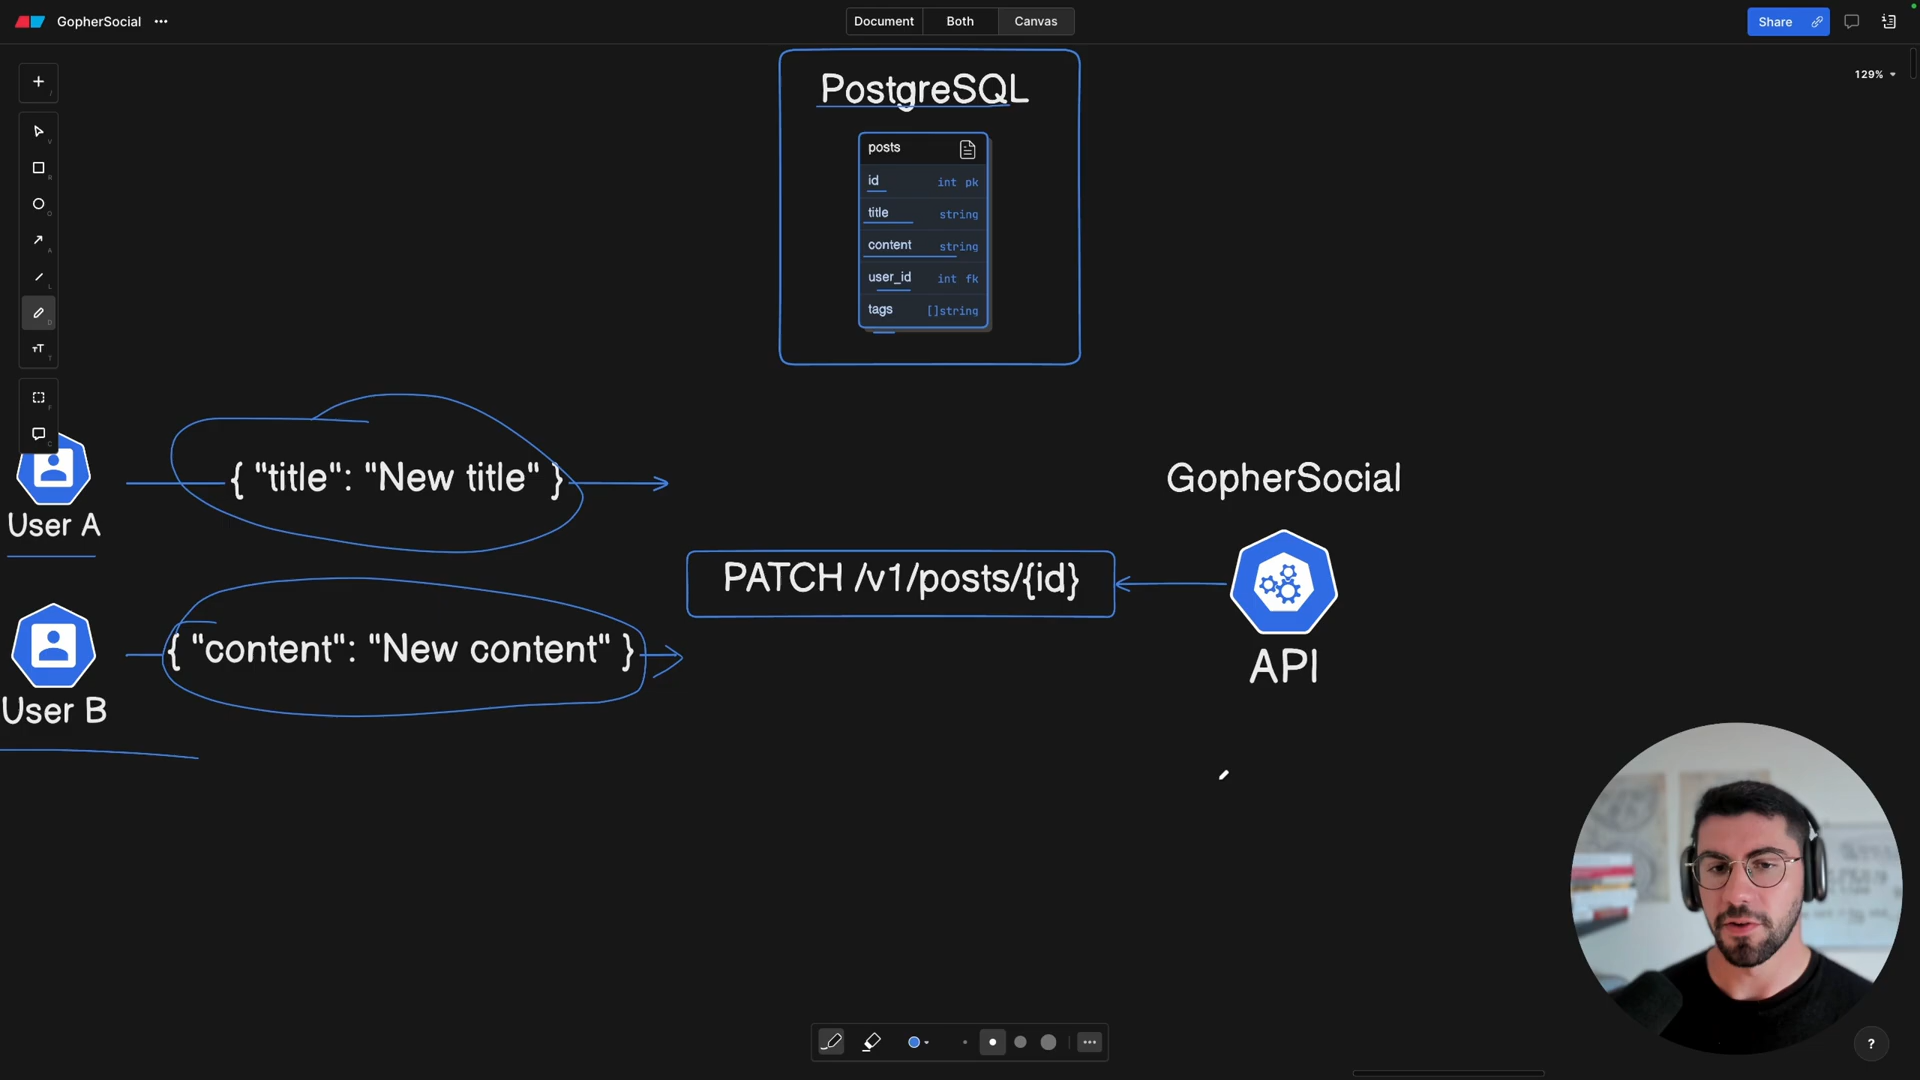 GopherSocial
Document
Both
Canvas
Share
129%
PostgreSQL
posts
id int pk
title string
content string
user_id int fk
tags []string
{ "title": "New title" }
User A
GopherSocial
PATCH /v1/posts/{id}
API
{ "content": "New content" }
User B
?